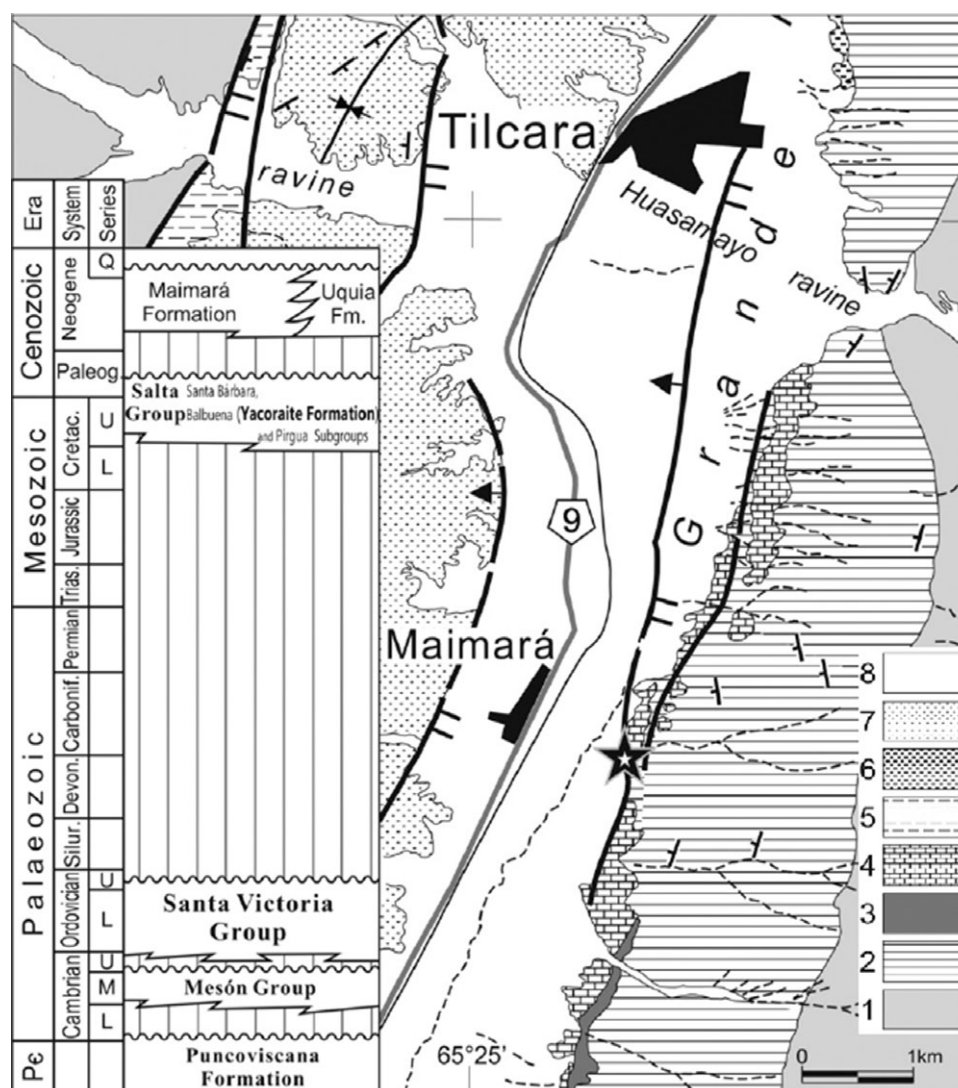 Tilcara
ravine
Huasamayo
ravine
Grande
9
Maimará
65°25'
0 1km
8
7
6
5
4
3
2
1
Era
System
Series
Cenozoic
Neogene
Q
Paleog.
Mesozoic
Cretac.
U
L
Jurassic
Trias.
Palaeozoic
Permian
Carbonif.
Devon.
Silur.
Ordovician
U
L
Cambrian
U
M
L
Pє
Maimará
Formation
Uquia
Fm.
Salta Santa Bárbara,
Group Balbuena (Yacoraite Formation)
and Pirgua Subgroups
Santa Victoria
Group
Mesón Group
Puncoviscana
Formation